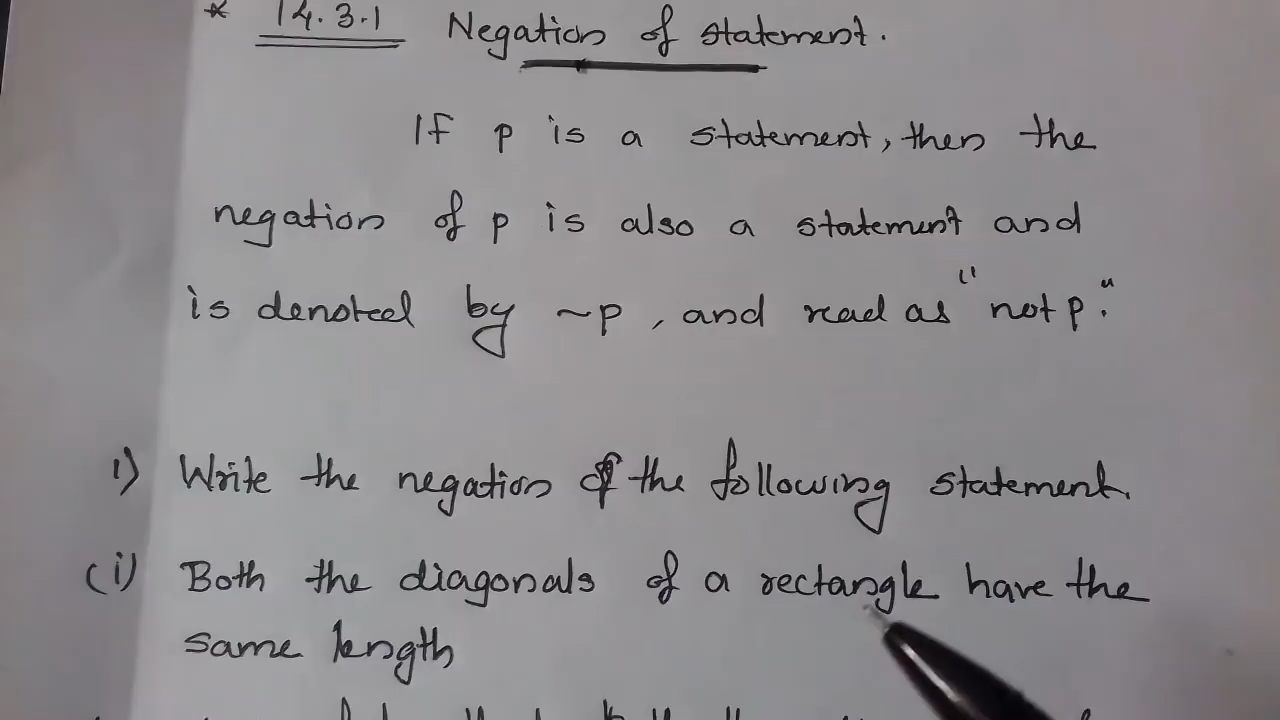 * 14.3.1 Negation of statement.
If p is a statement, then the
negation of p is also a statement and
is denoted by ~p, and read as "not p".
1) Write the negation of the following statement.
(i) Both the diagonals of a rectangle have the
same length